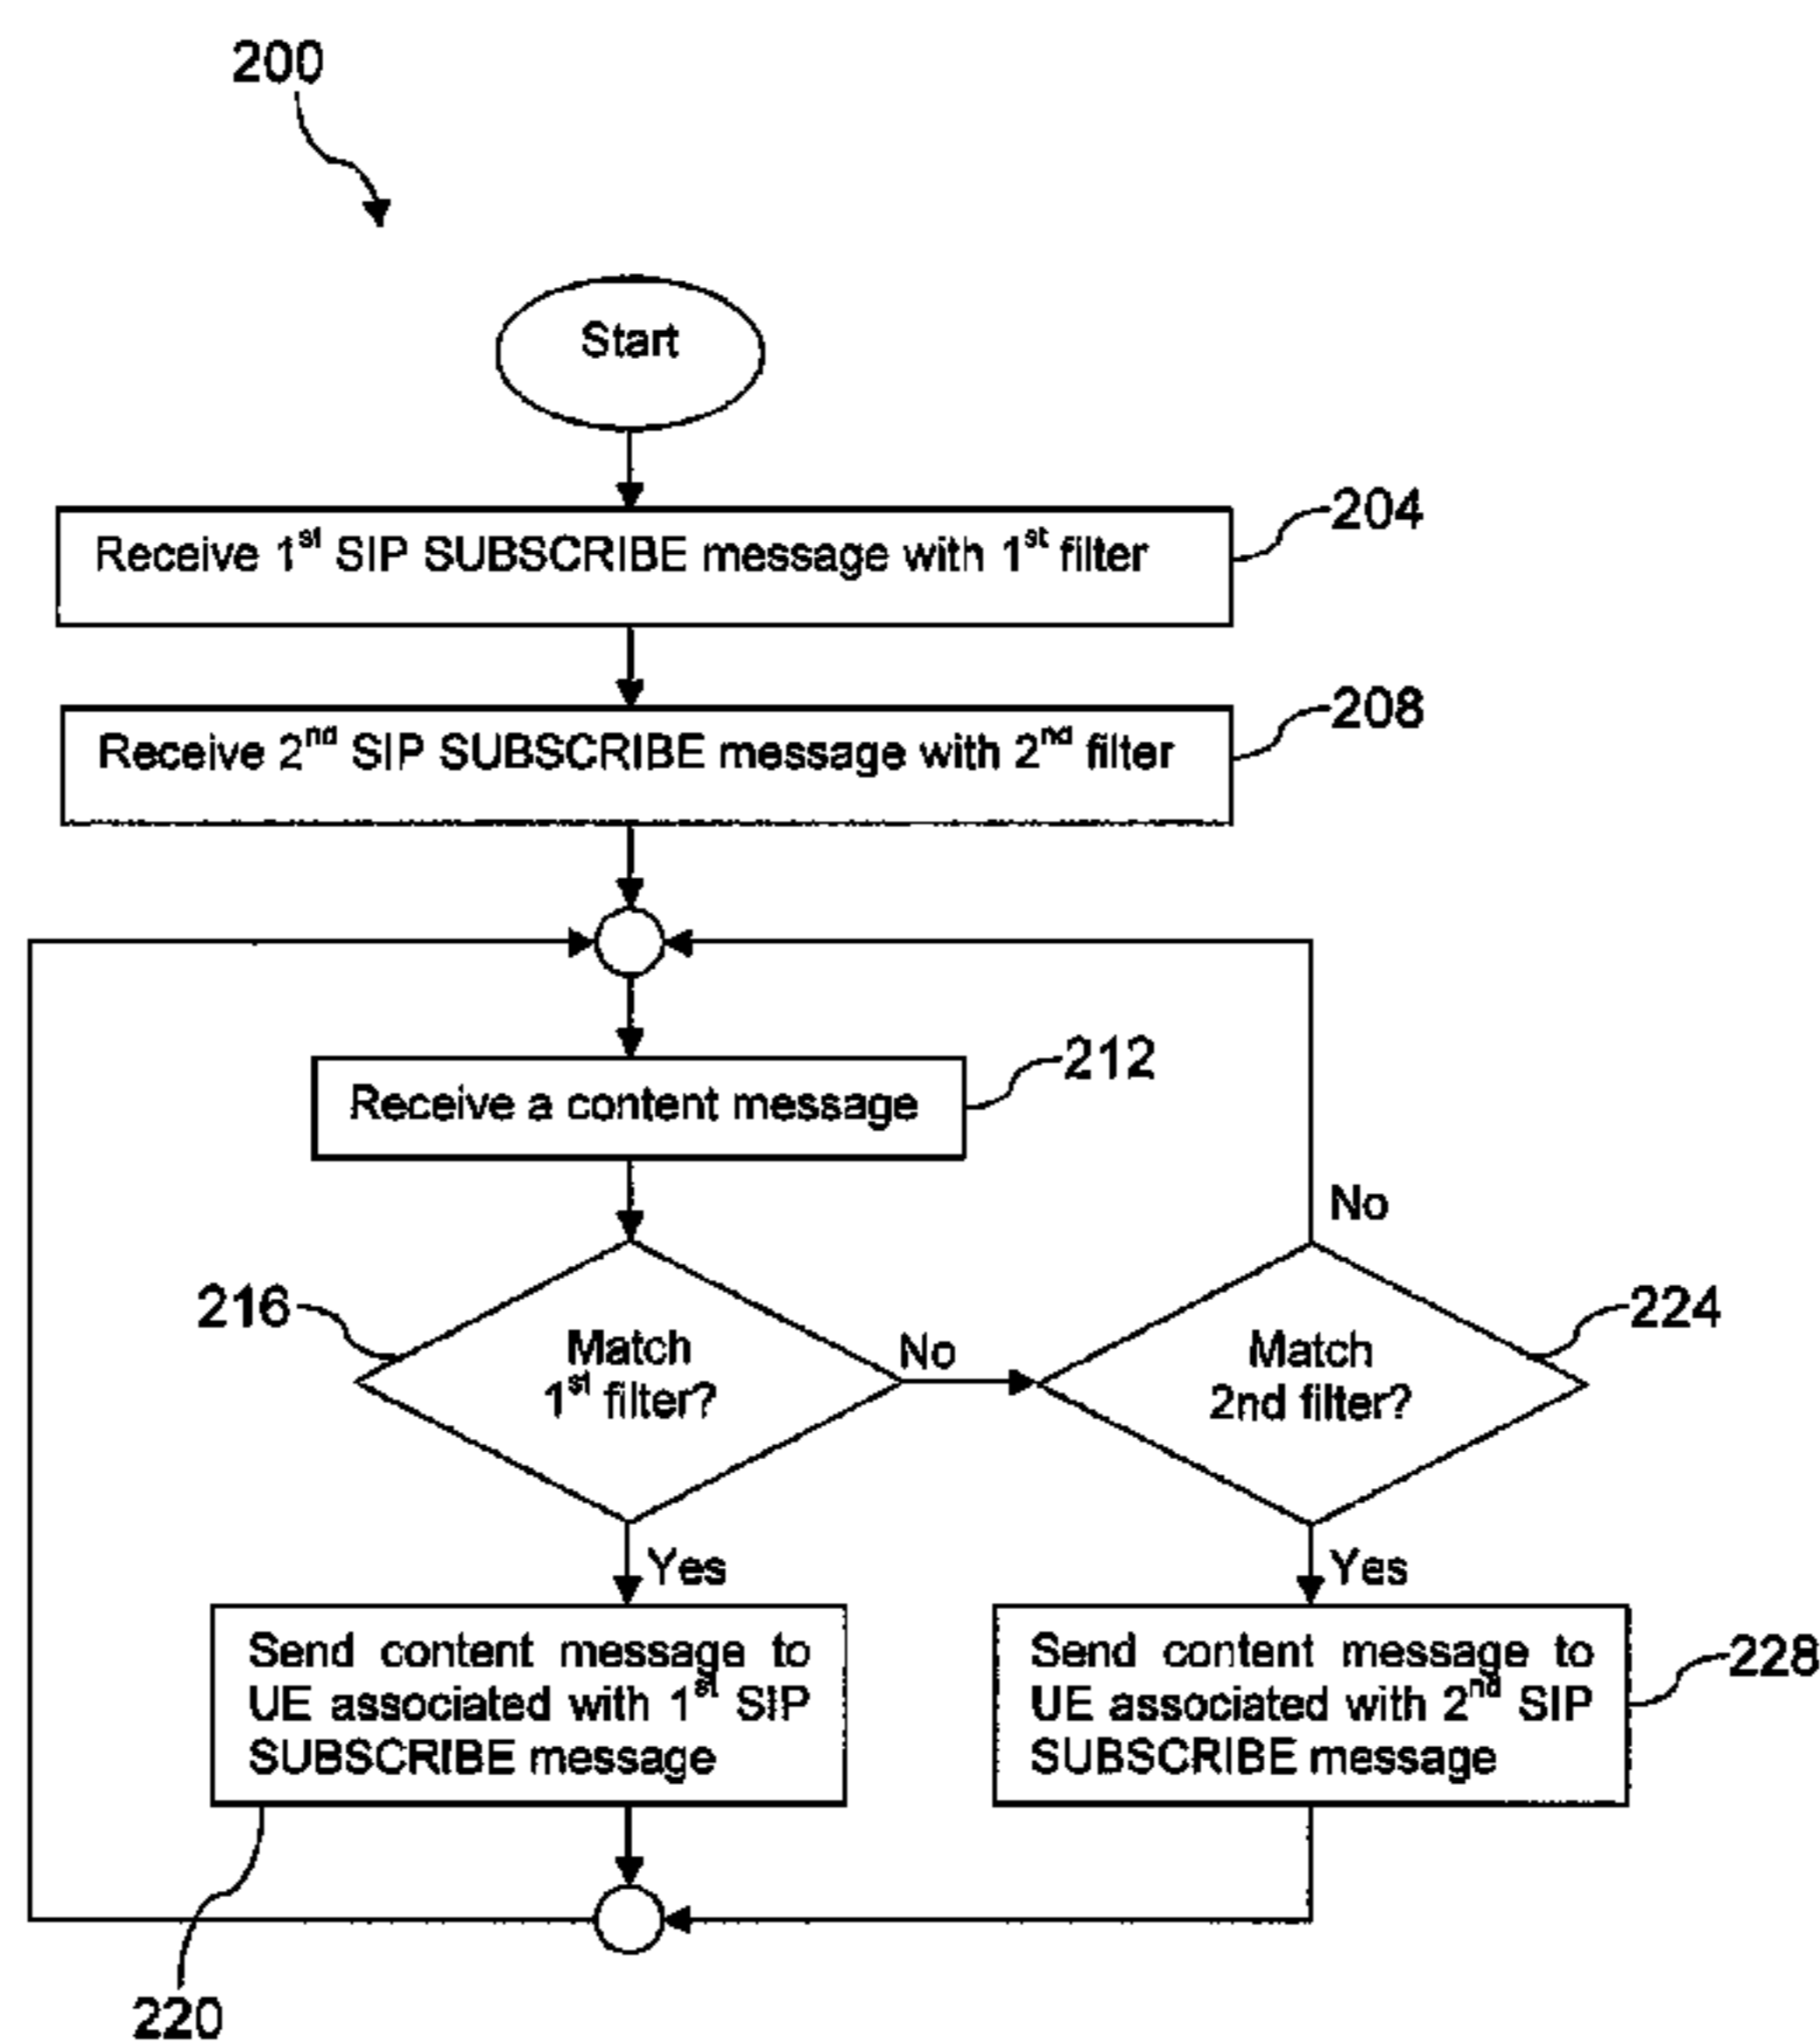 200
Start
Receive 1st SIP SUBSCRIBE message with 1st filter
204
Receive 2nd SIP SUBSCRIBE message with 2nd filter
208
Receive a content message
212
No
216
Match
1st filter?
No
Match
2nd filter?
224
Yes
Yes
Send content message to
UE associated with 1st SIP
SUBSCRIBE message
Send content message to
UE associated with 2nd SIP
SUBSCRIBE message
228
220